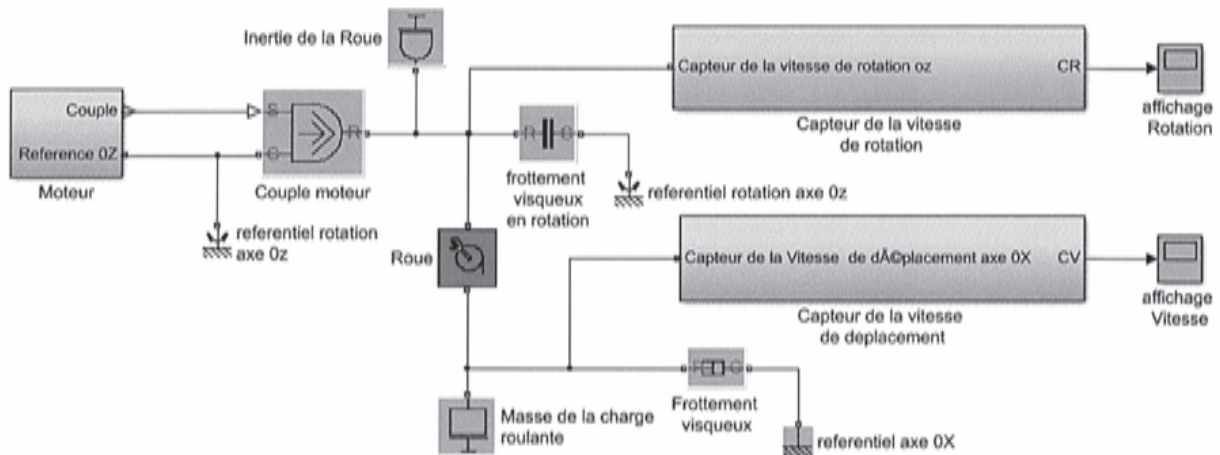 Inertie de la Roue
Couple
Reference 0Z
Moteur
S
C
R
Couple moteur
referentiel rotation
axe 0z
R
C
frottement
visqueux
en rotation
referentiel rotation axe 0z
Capteur de la vitesse de rotation oz
CR
Capteur de la vitesse
de rotation
affichage
Rotation
Roue
Capteur de la Vitesse de dÃ©placement axe 0X
CV
Capteur de la vitesse
de deplacement
affichage
Vitesse
Masse de la charge
roulante
R
C
Frottement
visqueux
referentiel axe 0X